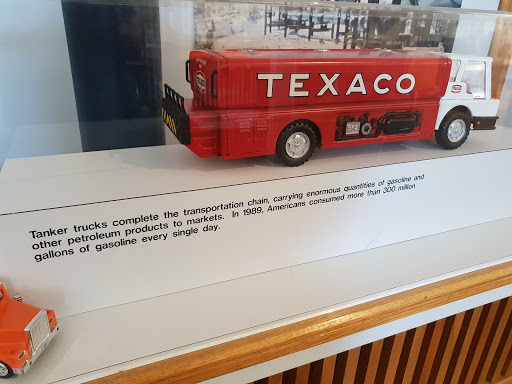 TEXACO
Tanker trucks complete the transportation chain, carrying enormous quantities of gasoline and
other petroleum products to markets. In 1989, Americans consumed more than 300 million
gallons of gasoline every single day.